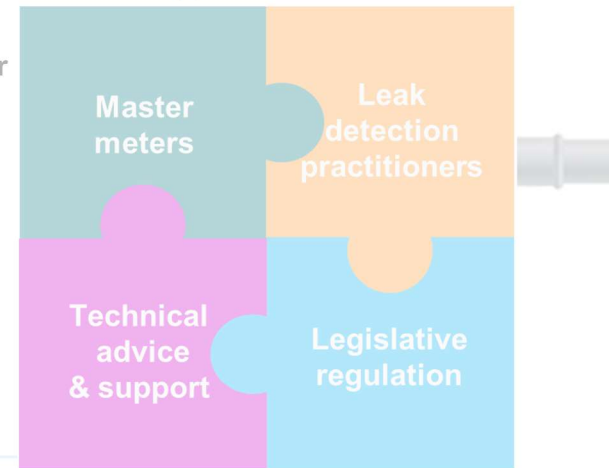 r
Master
meters
Leak
detection
practitioners
Technical
advice
& support
Legislative
regulation